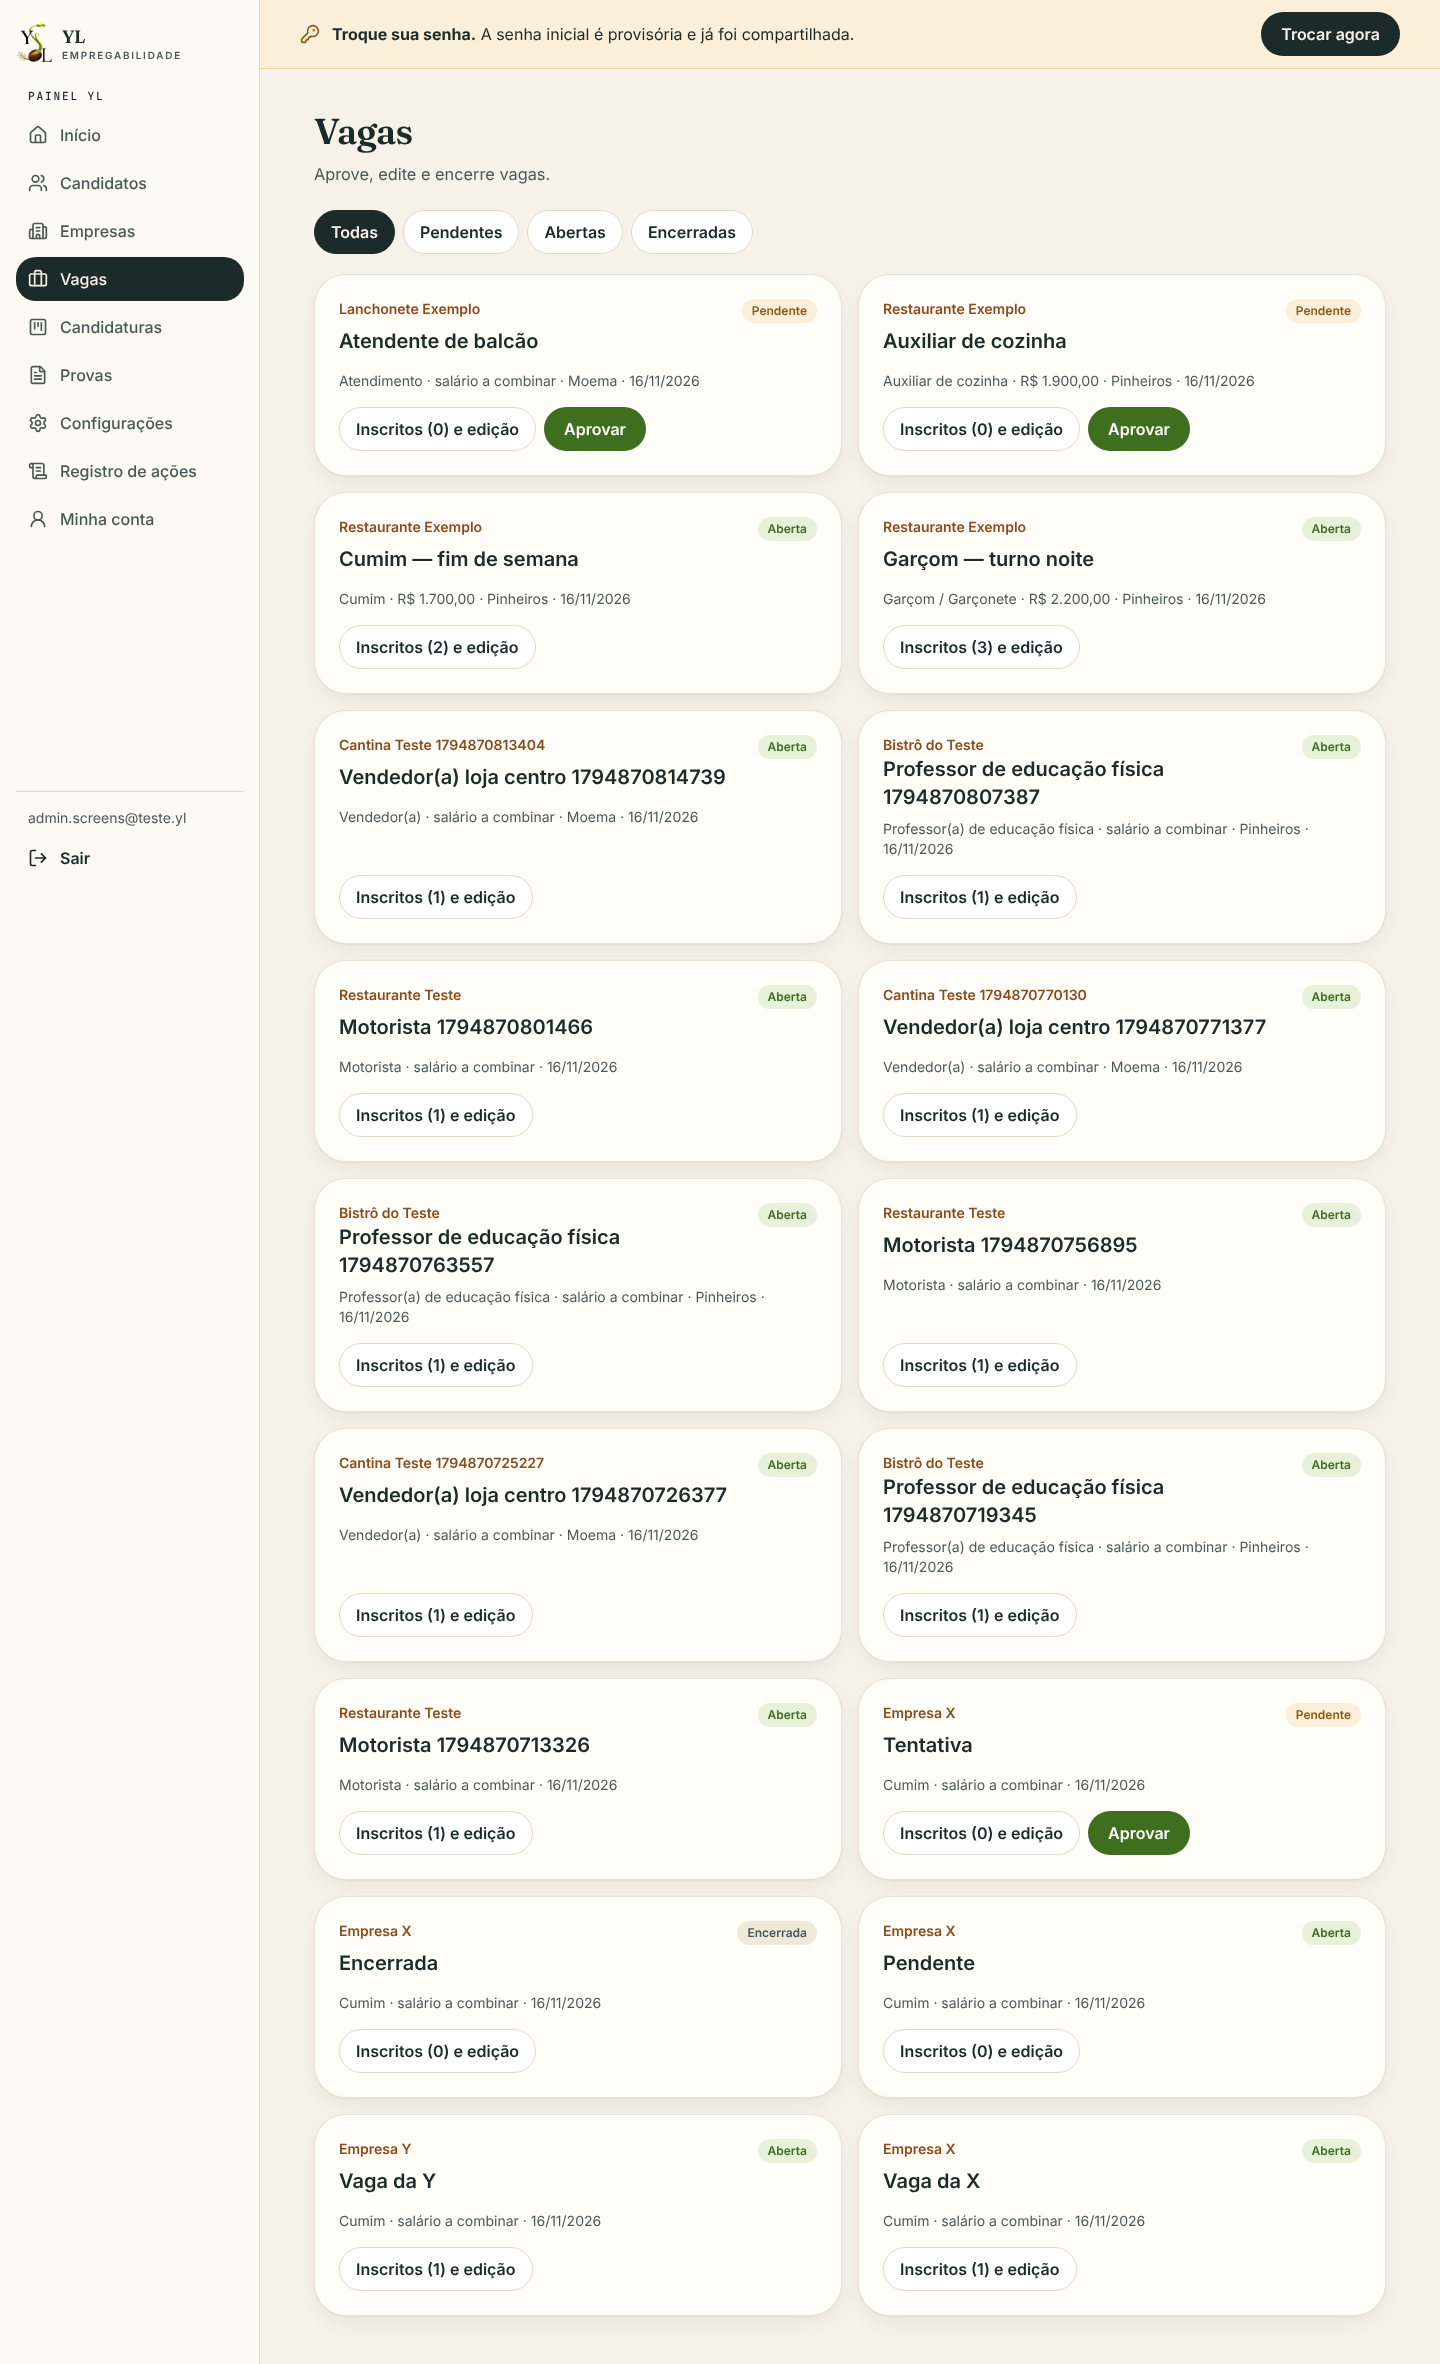 YL
YL
EMPREGABILIDADE
PAINEL YL
Início
Candidatos
Empresas
Vagas
Candidaturas
Provas
Configurações
Registro de ações
Minha conta
admin.screens@teste.yl
Sair
Troque sua senha. A senha inicial é provisória e já foi compartilhada.
Trocar agora
Vagas
Aprove, edite e encerre vagas.
Todas
Pendentes
Abertas
Encerradas
Lanchonete Exemplo
Pendente
Atendente de balcão
Atendimento · salário a combinar · Moema · 16/11/2026
Inscritos (0) e edição
Aprovar
Restaurante Exemplo
Pendente
Auxiliar de cozinha
Auxiliar de cozinha · R$ 1.900,00 · Pinheiros · 16/11/2026
Inscritos (0) e edição
Aprovar
Restaurante Exemplo
Aberta
Cumim — fim de semana
Cumim · R$ 1.700,00 · Pinheiros · 16/11/2026
Inscritos (2) e edição
Restaurante Exemplo
Aberta
Garçom — turno noite
Garçom / Garçonete · R$ 2.200,00 · Pinheiros · 16/11/2026
Inscritos (3) e edição
Cantina Teste 1794870813404
Aberta
Vendedor(a) loja centro 1794870814739
Vendedor(a) · salário a combinar · Moema · 16/11/2026
Inscritos (1) e edição
Bistrô do Teste
Aberta
Professor de educação física
1794870807387
Professor(a) de educação física · salário a combinar · Pinheiros ·
16/11/2026
Inscritos (1) e edição
Restaurante Teste
Aberta
Motorista 1794870801466
Motorista · salário a combinar · 16/11/2026
Inscritos (1) e edição
Cantina Teste 1794870770130
Aberta
Vendedor(a) loja centro 1794870771377
Vendedor(a) · salário a combinar · Moema · 16/11/2026
Inscritos (1) e edição
Bistrô do Teste
Aberta
Professor de educação física
1794870763557
Professor(a) de educação física · salário a combinar · Pinheiros ·
16/11/2026
Inscritos (1) e edição
Restaurante Teste
Aberta
Motorista 1794870756895
Motorista · salário a combinar · 16/11/2026
Inscritos (1) e edição
Cantina Teste 1794870725227
Aberta
Vendedor(a) loja centro 1794870726377
Vendedor(a) · salário a combinar · Moema · 16/11/2026
Inscritos (1) e edição
Bistrô do Teste
Aberta
Professor de educação física
1794870719345
Professor(a) de educação física · salário a combinar · Pinheiros ·
16/11/2026
Inscritos (1) e edição
Restaurante Teste
Aberta
Motorista 1794870713326
Motorista · salário a combinar · 16/11/2026
Inscritos (1) e edição
Empresa X
Pendente
Tentativa
Cumim · salário a combinar · 16/11/2026
Inscritos (0) e edição
Aprovar
Empresa X
Encerrada
Encerrada
Cumim · salário a combinar · 16/11/2026
Inscritos (0) e edição
Empresa X
Aberta
Pendente
Cumim · salário a combinar · 16/11/2026
Inscritos (0) e edição
Empresa Y
Aberta
Vaga da Y
Cumim · salário a combinar · 16/11/2026
Inscritos (1) e edição
Empresa X
Aberta
Vaga da X
Cumim · salário a combinar · 16/11/2026
Inscritos (1) e edição